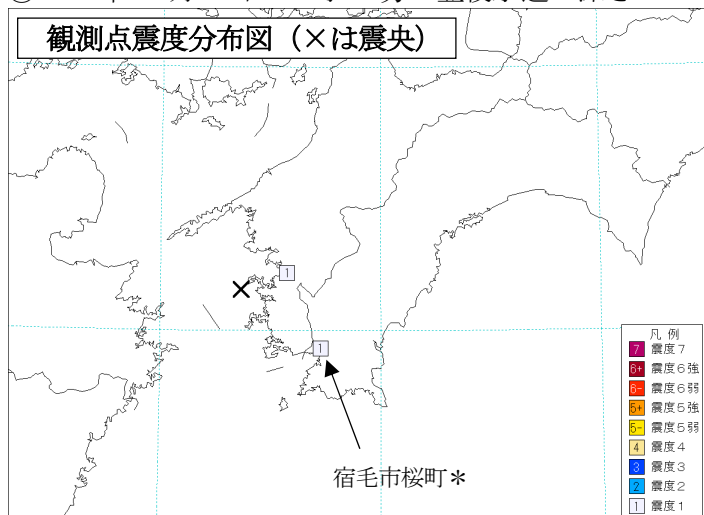 観測点震度分布図（×は震央）
1
1
宿毛市桜町＊
凡 例
7 震度７
6+ 震度６強
6- 震度６弱
5+ 震度５強
5- 震度５弱
4 震度４
3 震度３
2 震度２
1 震度１